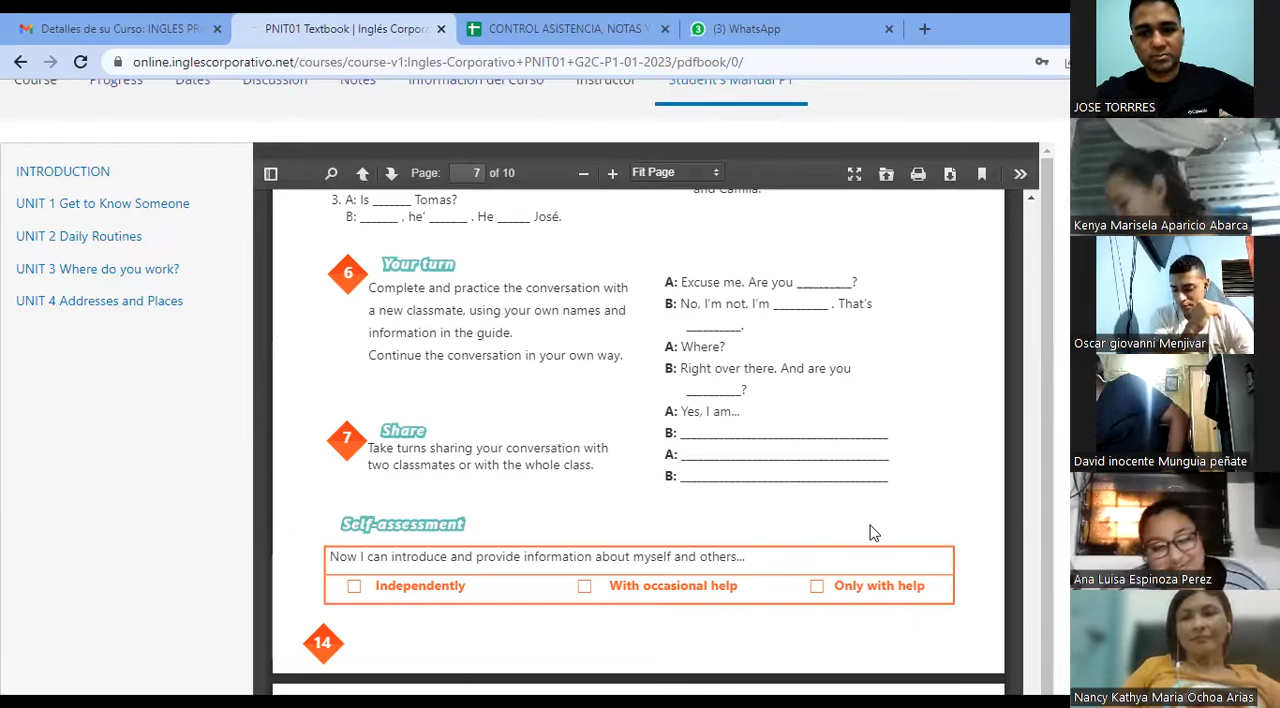 Detalles de su Curso: INGLES PR
PNIT01 Textbook | Inglés Corpora
CONTROL ASISTENCIA, NOTAS Y
(3) WhatsApp
online.inglescorporativo.net/courses/course-v1:Ingles-Corporativo+PNIT01+G2C-P1-01-2023/pdfbook/0/
Course
Progress
Dates
Discussion
Notes
Información del Curso
Instructor
Student's Manual P1
INTRODUCTION
UNIT 1 Get to Know Someone
UNIT 2 Daily Routines
UNIT 3 Where do you work?
UNIT 4 Addresses and Places
Page: 7 of 10
Fit Page
and Camila.
3. A: Is _______ Tomas?
B: _______ , he' _______ . He ______ José.
6 Your turn
Complete and practice the conversation with
a new classmate, using your own names and
information in the guide.
Continue the conversation in your own way.
A: Excuse me. Are you __________?
B: No, I'm not. I'm __________ . That's
__________.
A: Where?
B: Right over there. And are you
__________?
A: Yes, I am...
B: ______________________________
A: ______________________________
B: ______________________________
7 Share
Take turns sharing your conversation with
two classmates or with the whole class.
Self-assessment
Now I can introduce and provide information about myself and others...
Independently
With occasional help
Only with help
14
JOSE TORRRES
Kenya Marisela Aparicio Abarca
Oscar giovanni Menjivar
David inocente Munguia peñate
Ana Luisa Espinoza Perez
Nancy Kathya Maria Ochoa Arias